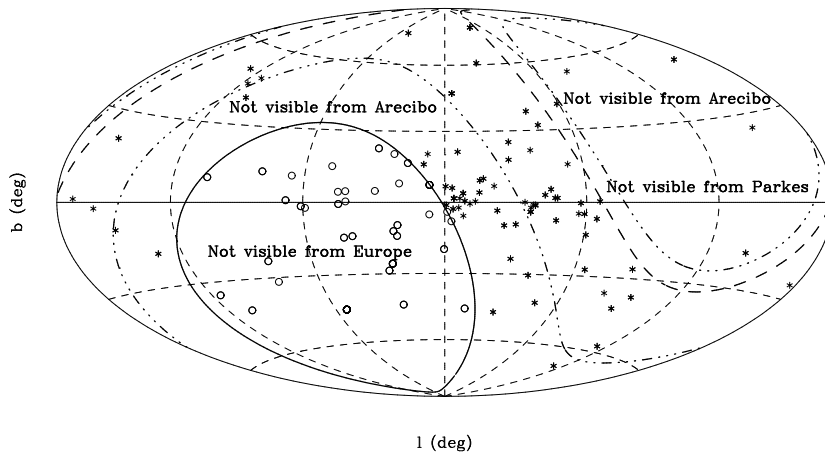 Not visible from Arecibo
Not visible from Arecibo
Not visible from Parkes
Not visible from Europe
b (deg)
l (deg)